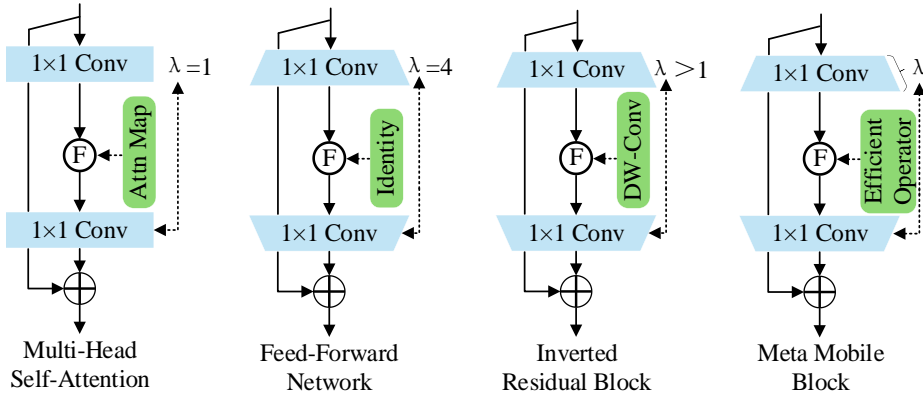 1×1 Conv
λ=1
F
Attn Map
1×1 Conv
Multi-Head
Self-Attention
1×1 Conv
λ=4
F
Identity
1×1 Conv
Feed-Forward
Network
1×1 Conv
λ>1
F
DW-Conv
1×1 Conv
Inverted
Residual Block
1×1 Conv
λ
F
Efficient
Operator
1×1 Conv
Meta Mobile
Block